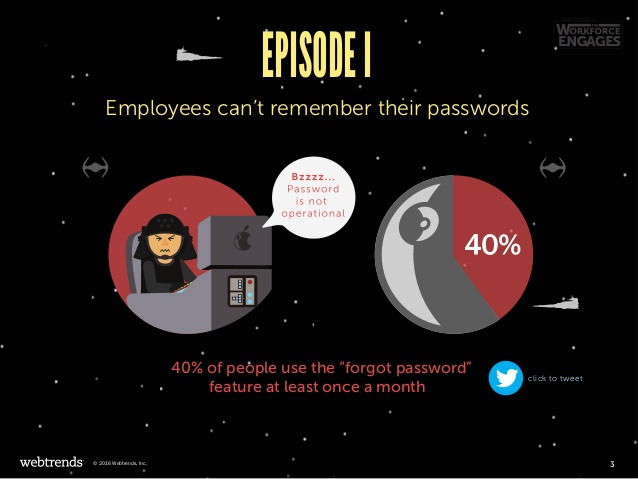 THE
WORKFORCE
ENGAGES
EPISODE I
Employees can’t remember their passwords
Bzzzz...
Password
is not
operational
40%
40% of people use the “forgot password”
feature at least once a month
click to tweet
webtrends
© 2016 Webtrends, Inc.
3